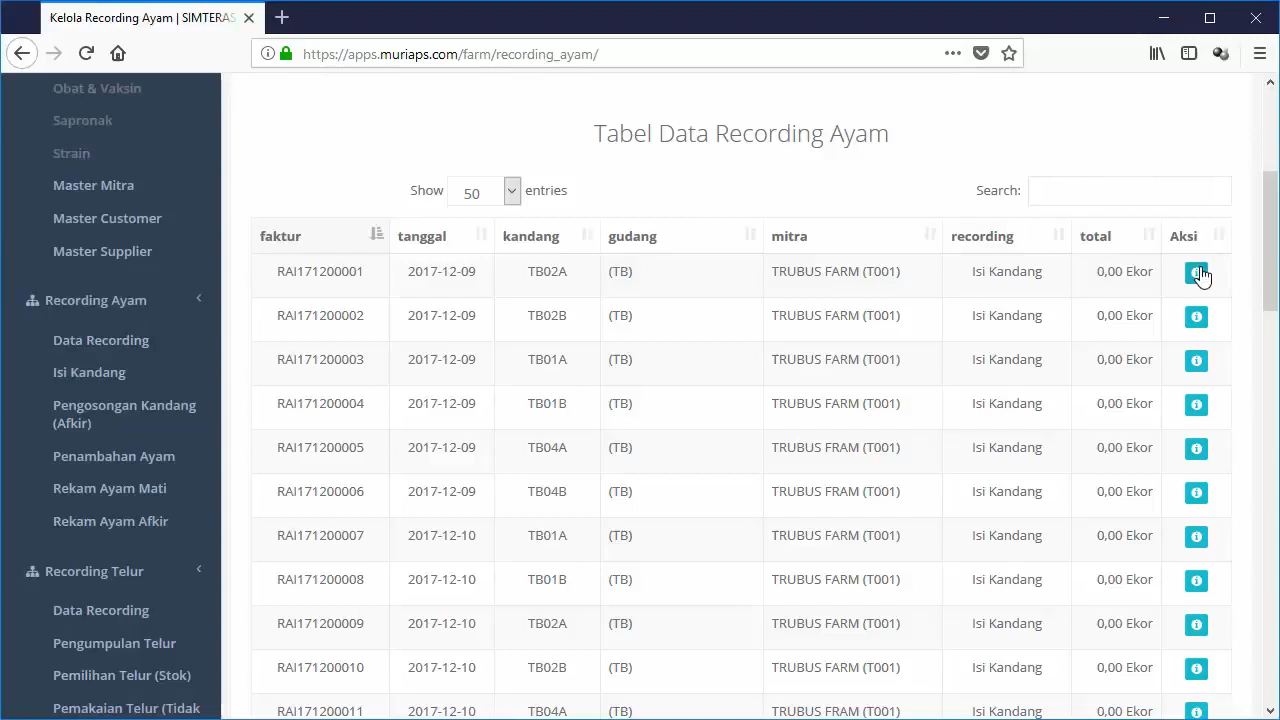 Kelola Recording Ayam | SIMTERAS
https://apps.muriaps.com/farm/recording_ayam/
Obat & Vaksin
Sapronak
Strain
Master Mitra
Master Customer
Master Supplier
Recording Ayam
Data Recording
Isi Kandang
Pengosongan Kandang
(Afkir)
Penambahan Ayam
Rekam Ayam Mati
Rekam Ayam Afkir
Recording Telur
Data Recording
Pengumpulan Telur
Pemilihan Telur (Stok)
Pemakaian Telur (Tidak
Tabel Data Recording Ayam
Show 50 entries Search:
faktur tanggal kandang gudang mitra recording total Aksi
RAI171200001 2017-12-09 TB02A (TB) TRUBUS FARM (T001) Isi Kandang 0,00 Ekor
RAI171200002 2017-12-09 TB02B (TB) TRUBUS FARM (T001) Isi Kandang 0,00 Ekor
RAI171200003 2017-12-09 TB01A (TB) TRUBUS FARM (T001) Isi Kandang 0,00 Ekor
RAI171200004 2017-12-09 TB01B (TB) TRUBUS FARM (T001) Isi Kandang 0,00 Ekor
RAI171200005 2017-12-09 TB04A (TB) TRUBUS FRAM (T001) Isi Kandang 0,00 Ekor
RAI171200006 2017-12-09 TB04B (TB) TRUBUS FRAM (T001) Isi Kandang 0,00 Ekor
RAI171200007 2017-12-10 TB01A (TB) TRUBUS FARM (T001) Isi Kandang 0,00 Ekor
RAI171200008 2017-12-10 TB01B (TB) TRUBUS FARM (T001) Isi Kandang 0,00 Ekor
RAI171200009 2017-12-10 TB02A (TB) TRUBUS FARM (T001) Isi Kandang 0,00 Ekor
RAI171200010 2017-12-10 TB02B (TB) TRUBUS FARM (T001) Isi Kandang 0,00 Ekor
RAI171200011 2017-12-10 TB04A (TB) TRUBUS FARM (T001) Isi Kandang 0,00 Ekor